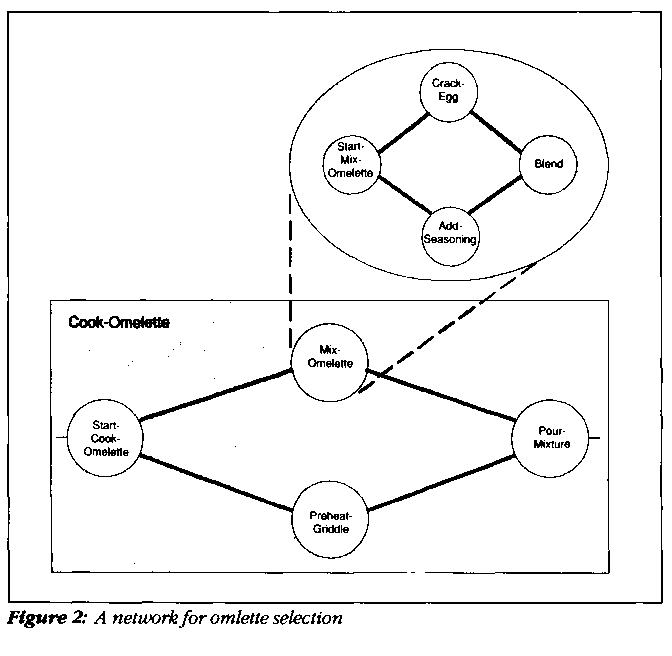 Crack-
Egg
Start-
Mix-
Omelette
Blend
Add-
Seasoning
Cook-Omelette
Mix-
Omelette
Start-
Cook-
Omelette
Pour-
Mixture
Preheat-
Griddle
Figure 2: A network for omlette selection